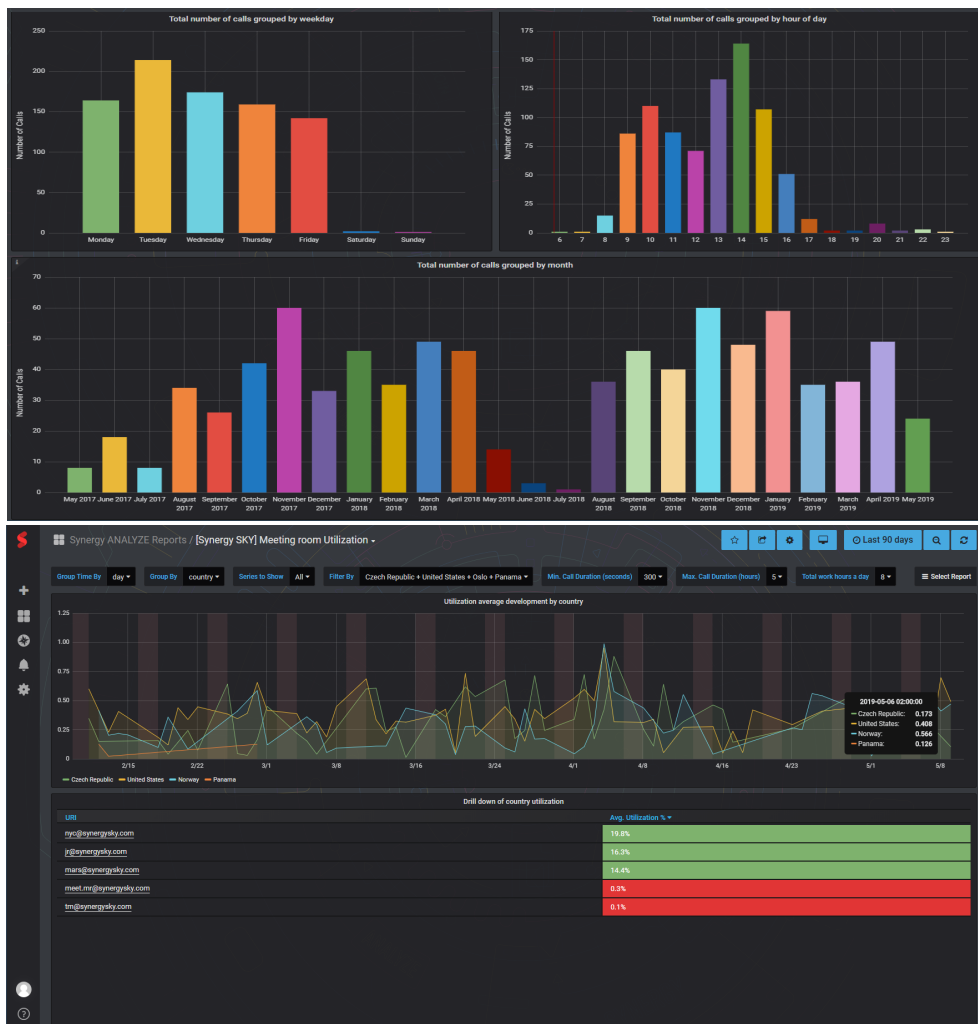 Total number of calls grouped by weekday
Number of Calls
250
200
150
100
50
0
Monday Tuesday Wednesday Thursday Friday Saturday Sunday
Total number of calls grouped by hour of day
Number of Calls
175
150
125
100
75
50
25
0
6 7 8 9 10 11 12 13 14 15 16 17 18 19 20 21 22 23
i
Total number of calls grouped by month
Number of Calls
70
60
50
40
30
20
10
0
May 2017 June 2017 July 2017 August 2017 September 2017 October 2017 November 2017 December 2017 January 2018 February 2018 March 2018 April 2018 May 2018 June 2018 July 2018 August 2018 September 2018 October 2018 November 2018 December 2018 January 2019 February 2019 March 2019 April 2019 May 2019
Synergy ANALYZE Reports / [Synergy SKY] Meeting room Utilization
Last 90 days
Group Time By day Group By country Series to Show All Filter By Czech Republic + United States + Oslo + Panama Min. Call Duration (seconds) 300 Max. Call Duration (hours) 5 Total work hours a day 8 Select Report
Utilization average development by country
1.25
1.00
0.75
0.50
0.25
0
2/15 2/22 3/1 3/8 3/16 3/24 4/1 4/8 4/16 4/23 5/1 5/8
2019-05-06 02:00:00
Czech Republic: 0.173
United States: 0.408
Norway: 0.566
Panama: 0.126
Czech Republic United States Norway Panama
Drill down of country utilization
URI Avg. Utilization %
nyc@synergysky.com 19.8%
jr@synergysky.com 16.3%
mars@synergysky.com 14.4%
meet.mr@synergysky.com 0.3%
tm@synergysky.com 0.1%